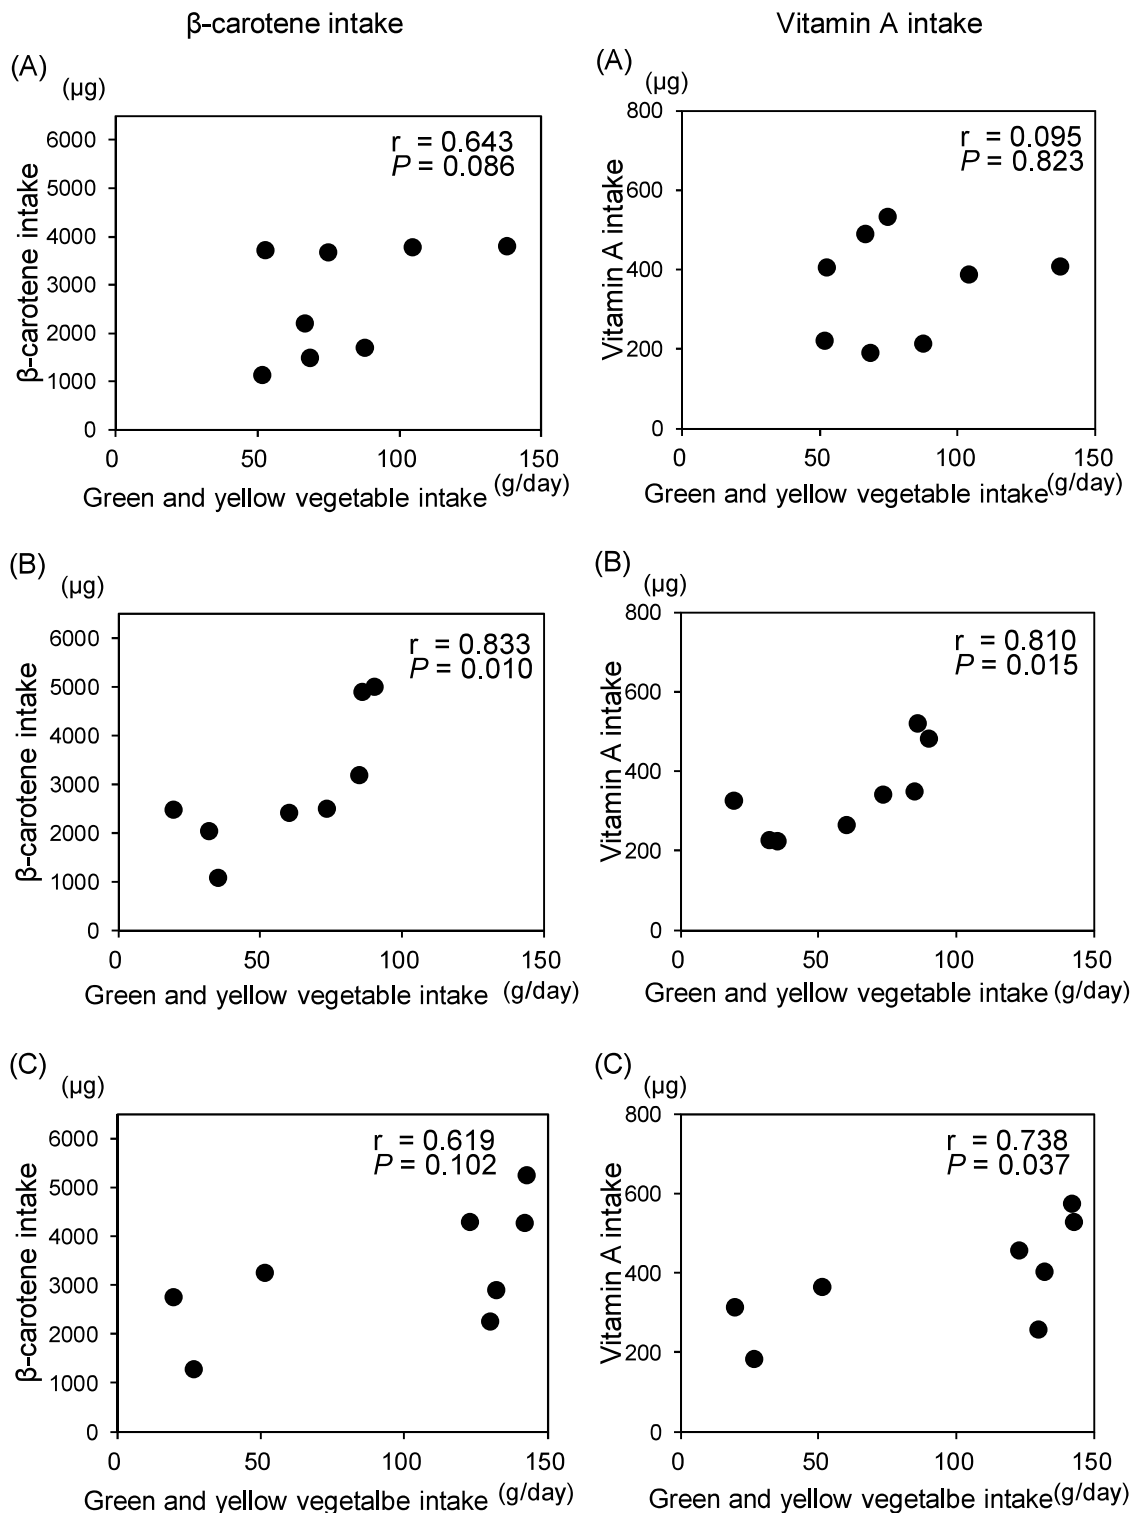 β-carotene intake
Vitamin A intake
(A)
(µg)
β-carotene intake
6000
5000
4000
3000
2000
1000
0
r = 0.643
P = 0.086
0 50 100 150
Green and yellow vegetable intake (g/day)
(A)
(µg)
Vitamin A intake
800
600
400
200
0
r = 0.095
P = 0.823
0 50 100 150
Green and yellow vegetable intake (g/day)
(B)
(µg)
β-carotene intake
6000
5000
4000
3000
2000
1000
0
r = 0.833
P = 0.010
0 50 100 150
Green and yellow vegetable intake (g/day)
(B)
(µg)
Vitamin A intake
800
600
400
200
0
r = 0.810
P = 0.015
0 50 100 150
Green and yellow vegetable intake (g/day)
(C)
(µg)
β-carotene intake
6000
5000
4000
3000
2000
1000
0
r = 0.619
P = 0.102
0 50 100 150
Green and yellow vegetalbe intake (g/day)
(C)
(µg)
Vitamin A intake
800
600
400
200
0
r = 0.738
P = 0.037
0 50 100 150
Green and yellow vegetalbe intake (g/day)